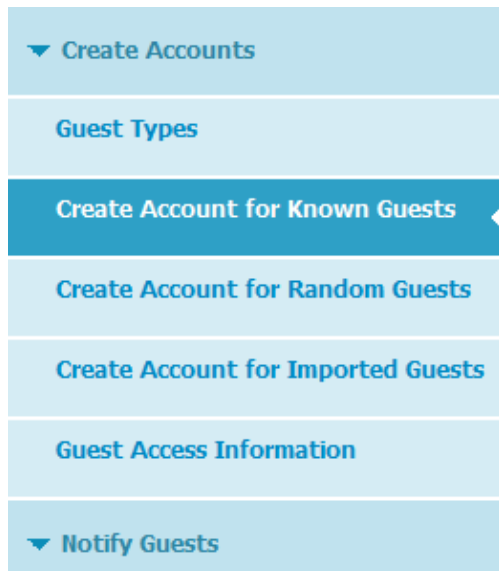 Create Accounts
Guest Types
Create Account for Known Guests
Create Account for Random Guests
Create Account for Imported Guests
Guest Access Information
Notify Guests